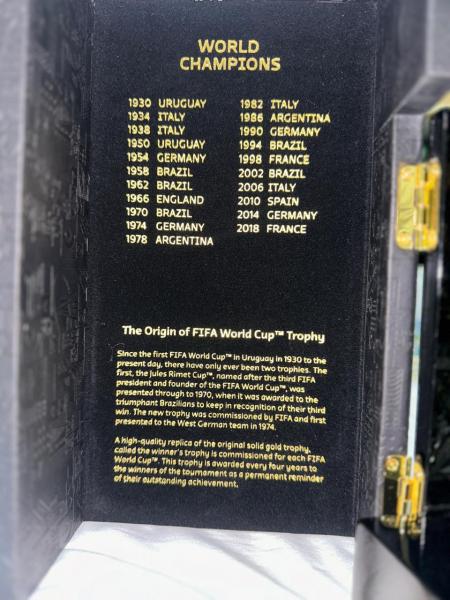 WORLD
CHAMPIONS
1930 URUGUAY
1934 ITALY
1938 ITALY
1950 URUGUAY
1954 GERMANY
1958 BRAZIL
1962 BRAZIL
1966 ENGLAND
1970 BRAZIL
1974 GERMANY
1978 ARGENTINA
1982 ITALY
1986 ARGENTINA
1990 GERMANY
1994 BRAZIL
1998 FRANCE
2002 BRAZIL
2006 ITALY
2010 SPAIN
2014 GERMANY
2018 FRANCE
The Origin of FIFA World Cup™ Trophy
Since the first FIFA World Cup™ in Uruguay in 1930 to the
present day, there have only ever been two trophies. The
first, the Jules Rimet Cup™, named after the third FIFA
president and founder of the FIFA World Cup™, was
presented through to 1970, when it was awarded to the
triumphant Brazilians to keep in recognition of their third
win. The new trophy was commissioned by FIFA and first
presented to the West German team in 1974.
A high-quality replica of the original solid gold trophy,
called the winner's trophy is commissioned for each FIFA
World Cup™. This trophy is awarded every four years to
the winners of the tournament as a permanent reminder
of their outstanding achievement.